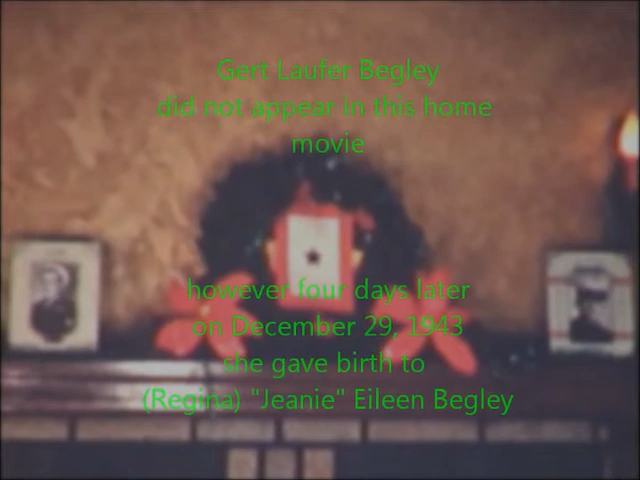 Gert Laufer Begley
did not appear in this home
movie
however four days later
on December 29, 1943
she gave birth to
(Regina) "Jeanie" Eileen Begley